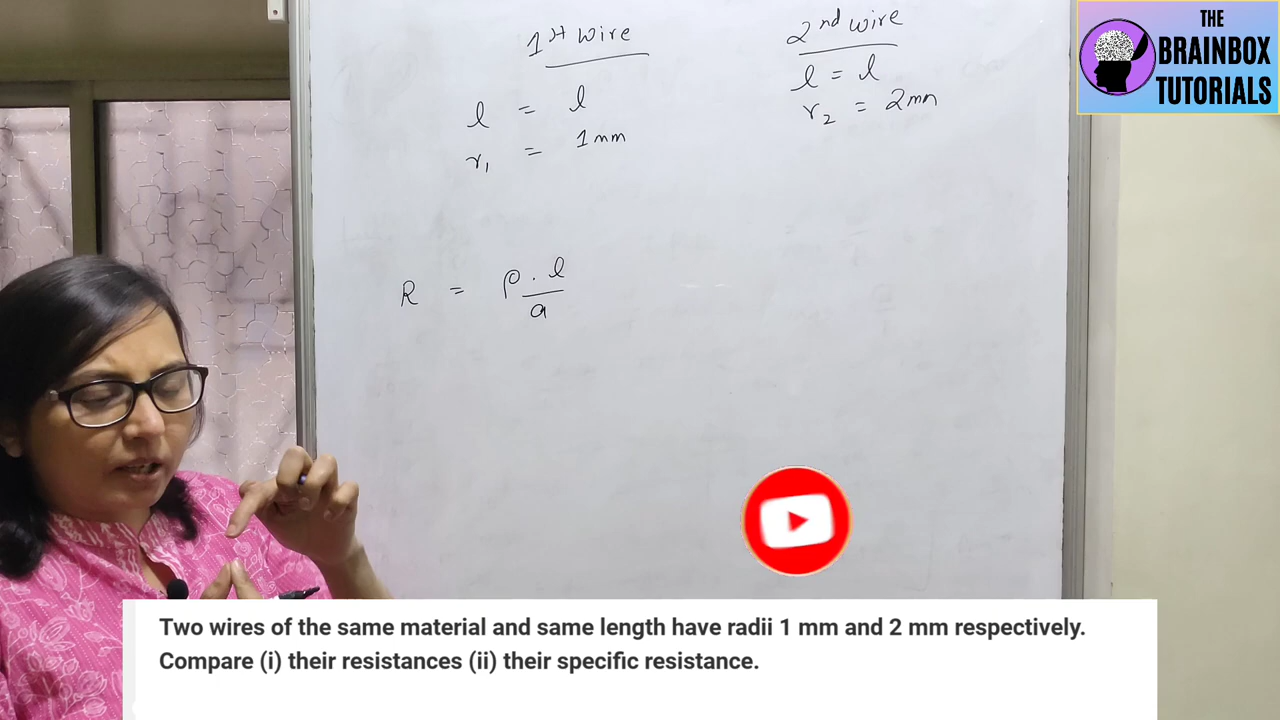 1st wire
l = l
r1 = 1mm
2nd wire
l = l
r2 = 2mm
R = ρ . l / a
THE
BRAINBOX
TUTORIALS
Two wires of the same material and same length have radii 1 mm and 2 mm respectively.
Compare (i) their resistances (ii) their specific resistance.